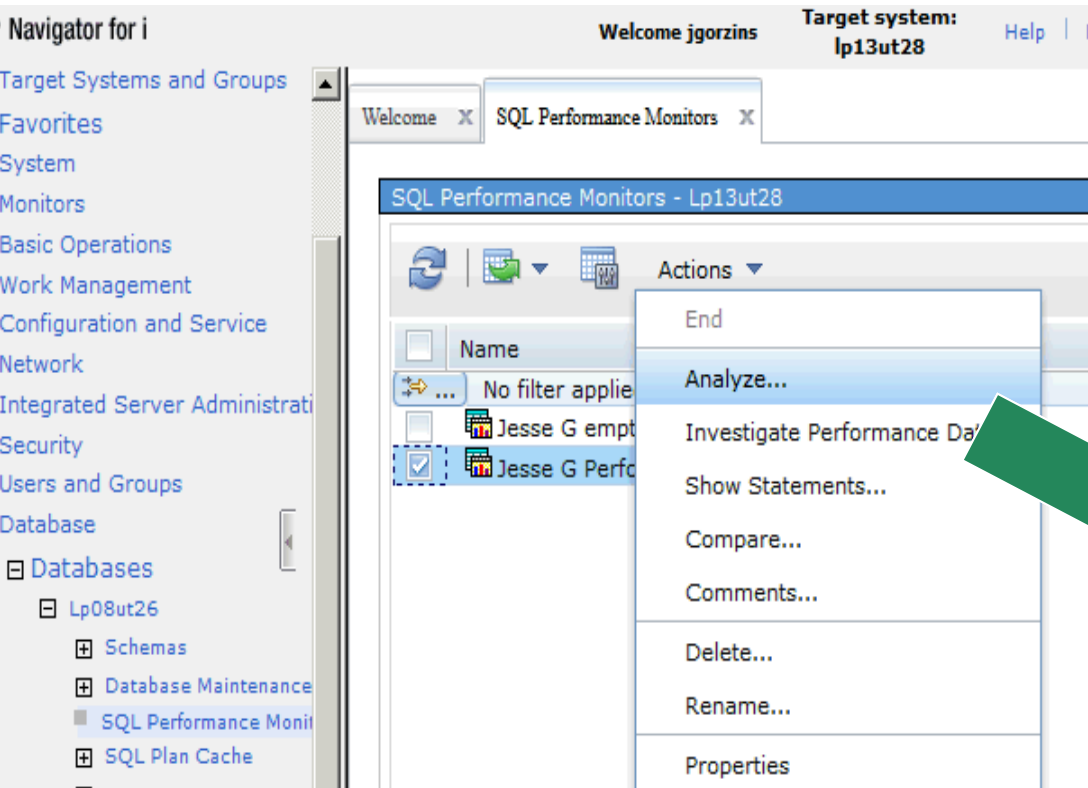 Navigator for i
Welcome jgorzins
Target system:
lp13ut28
Help
Target Systems and Groups
Favorites
System
Monitors
Basic Operations
Work Management
Configuration and Service
Network
Integrated Server Administrati
Security
Users and Groups
Database
Databases
Lp08ut26
Schemas
Database Maintenance
SQL Performance Monit
SQL Plan Cache
Welcome X
SQL Performance Monitors X
SQL Performance Monitors - Lp13ut28
Actions
Name
... No filter applie
Jesse G empt
Jesse G Perfo
End
Analyze...
Investigate Performance Da
Show Statements...
Compare...
Comments...
Delete...
Rename...
Properties